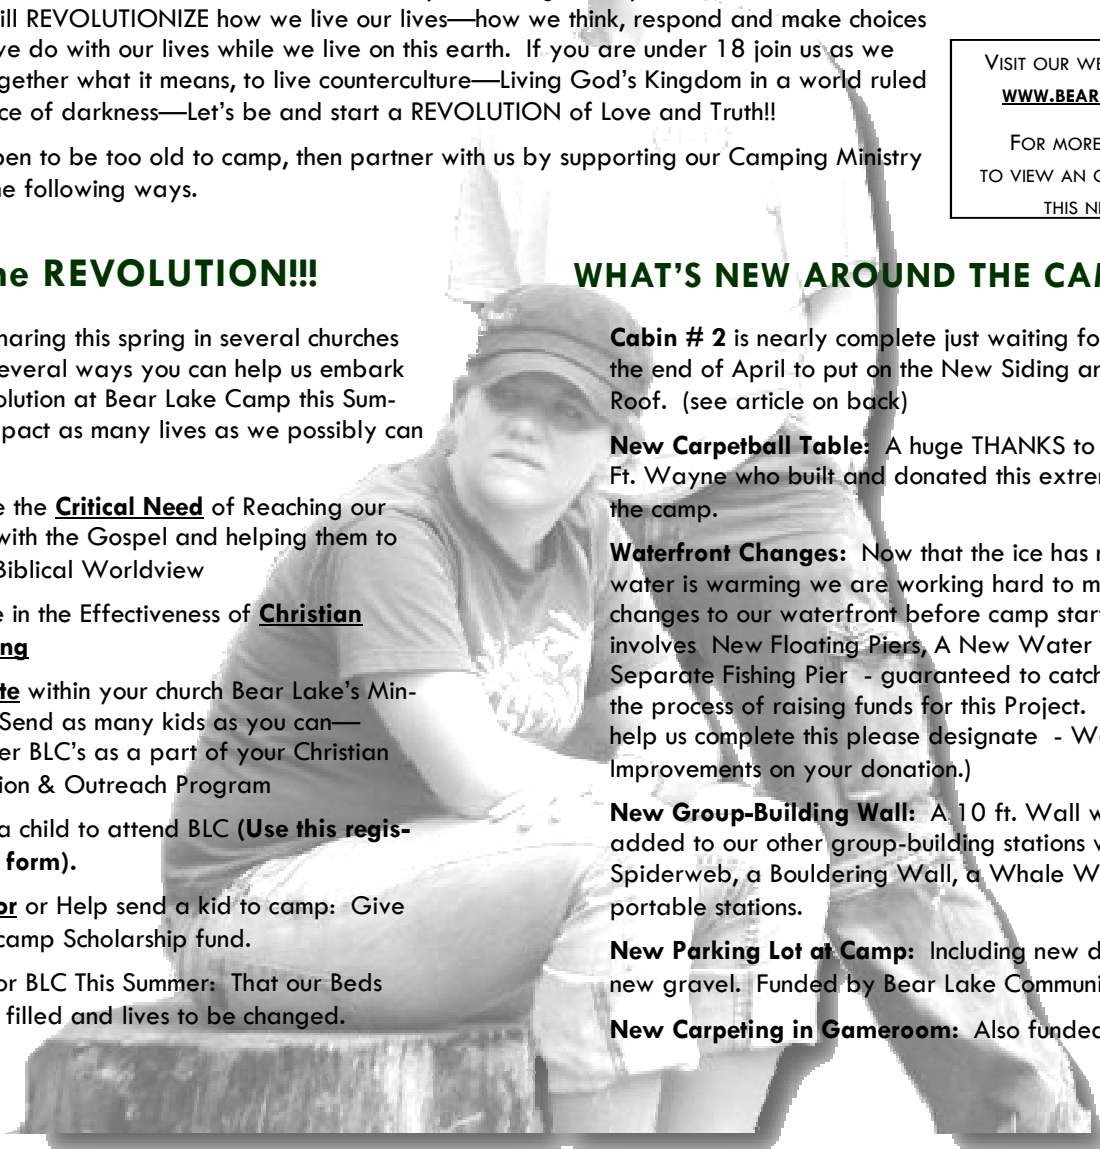 ill REVOLUTIONIZE how we live our lives—how we think, respond and make choices
ve do with our lives while we live on this earth.  If you are under 18 join us as we
gether what it means, to live counterculture—Living God's Kingdom in a world ruled
ce of darkness—Let's be and start a REVOLUTION of Love and Truth!!
pen to be too old to camp, then partner with us by supporting our Camping Ministry
e following ways.
VISIT OUR WE
WWW.BEAR
FOR MORE
TO VIEW AN
THIS N
he REVOLUTION!!!
haring this spring in several churches
everal ways you can help us embark
olution at Bear Lake Camp this Sum-
pact as many lives as we possibly can
e the Critical Need of Reaching our
with the Gospel and helping them to
Biblical Worldview
e in the Effectiveness of Christian
ng
te within your church Bear Lake's Min-
Send as many kids as you can—
er BLC's as a part of your Christian
ion & Outreach Program
a child to attend BLC (Use this regis-
form).
or or Help send a kid to camp:  Give
camp Scholarship fund.
or BLC This Summer:  That our Beds
filled and lives to be changed.
WHAT'S NEW AROUND THE CAM
Cabin # 2 is nearly complete just waiting fo
the end of April to put on the New Siding an
Roof.  (see article on back)
New Carpetball Table:  A huge THANKS to
Ft. Wayne who built and donated this extrem
the camp.
Waterfront Changes:  Now that the ice has
water is warming we are working hard to m
changes to our waterfront before camp start
involves  New Floating Piers, A New Water
Separate Fishing Pier  - guaranteed to catch
the process of raising funds for this Project.
help us complete this please designate  - W
Improvements on your donation.)
New Group-Building Wall:  A 10 ft. Wall w
added to our other group-building stations
Spiderweb, a Bouldering Wall, a Whale W
portable stations.
New Parking Lot at Camp:  Including new d
new gravel.  Funded by Bear Lake Communi
New Carpeting in Gameroom:  Also funded